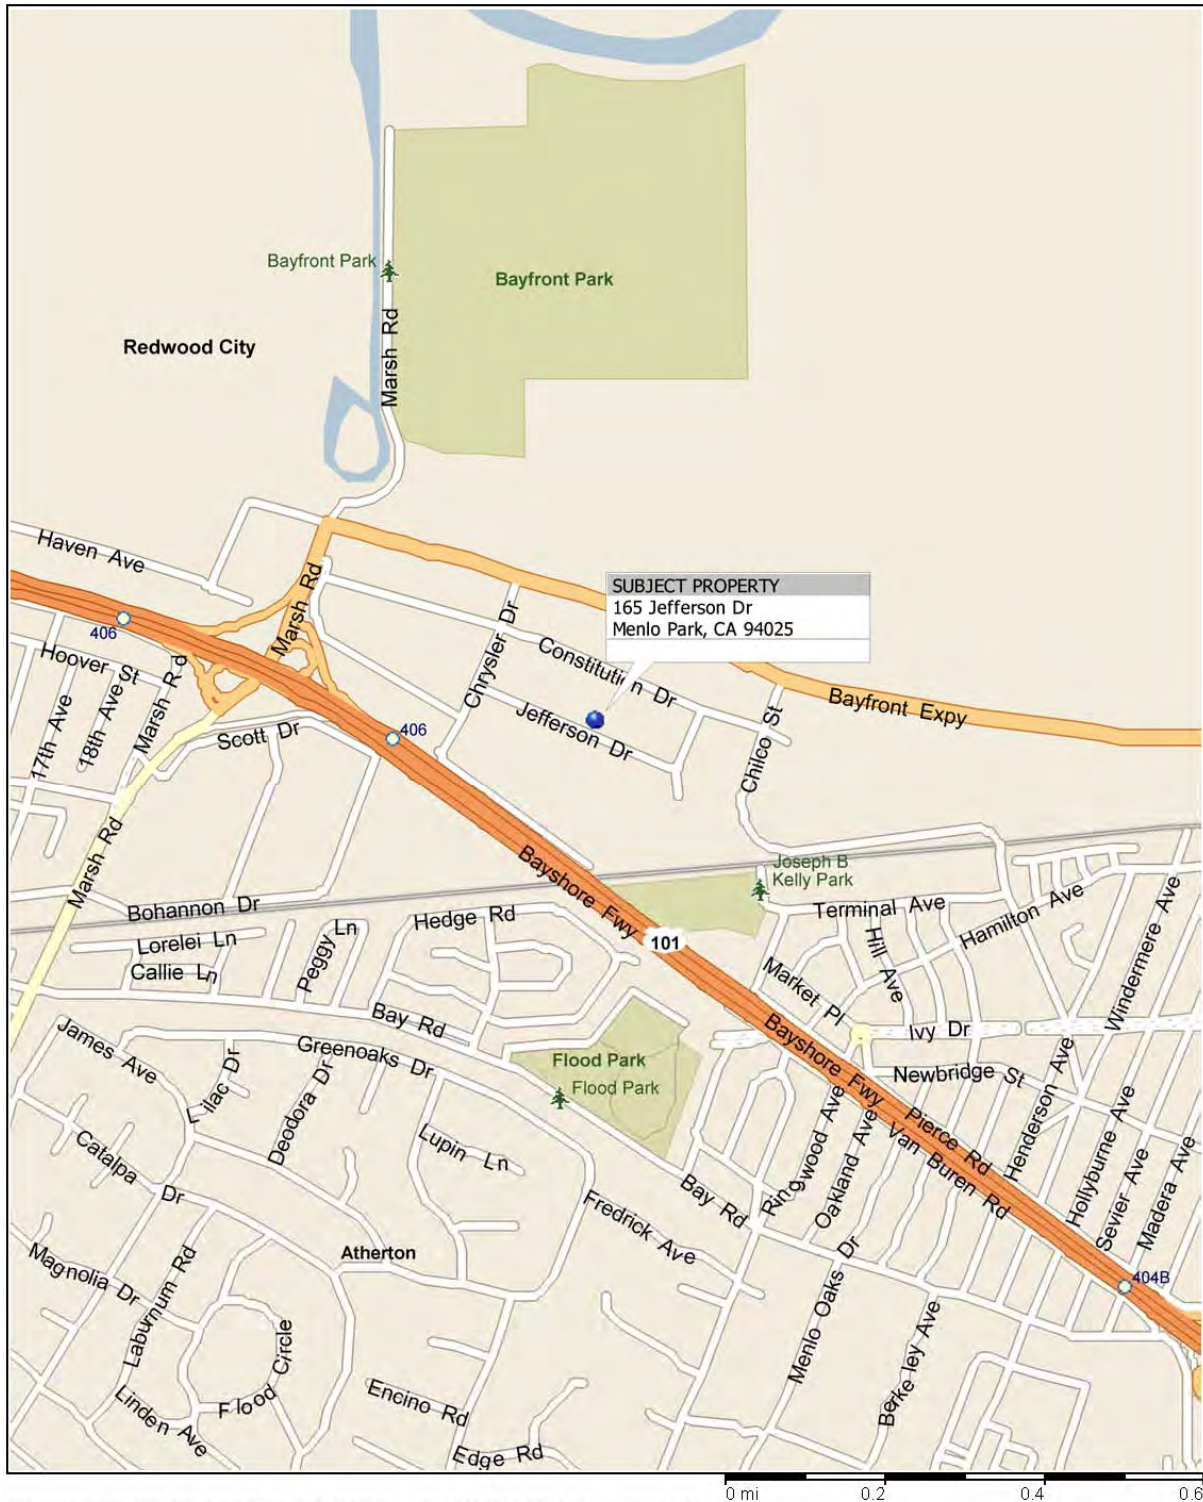 Bayfront Park
Bayfront Park
Redwood City
Marsh Rd
Haven Ave
Marsh Rd
SUBJECT PROPERTY
165 Jefferson Dr
Menlo Park, CA 94025
406
Hoover St
Marsh Rd
18th Ave
17th Ave
Scott Dr
406
Chrysler Dr
Constitution Dr
Jefferson Dr
Bayfront Expy
Chilco St
Marsh Rd
Bohannon Dr
Lorelei Ln
Callie Ln
Peggy Ln
Hedge Rd
Bayshore Fwy
101
Joseph B
Kelly Park
Terminal Ave
Hamilton Ave
Hill Ave
Market Pl
Windermere Ave
Ivy Dr
Newbridge St
Bay Rd
Greenoaks Dr
James Ave
Lilac Dr
Deodora Dr
Flood Park
Flood Park
Bayshore Fwy
Pierce Rd
Van Buren Rd
Henderson Ave
Hollyburne Ave
Sevier Ave
Madera Ave
Catalpa Dr
Lupin Ln
Bay Rd
Ringwood Ave
Oakland Ave
Fredrick Ave
Atherton
Magnolia Dr
Laburnum Rd
Flood Circle
Linden Ave
Encino Rd
Edge Rd
Menlo Oaks Dr
Berkeley Ave
404B
0 mi 0.2 0.4 0.6